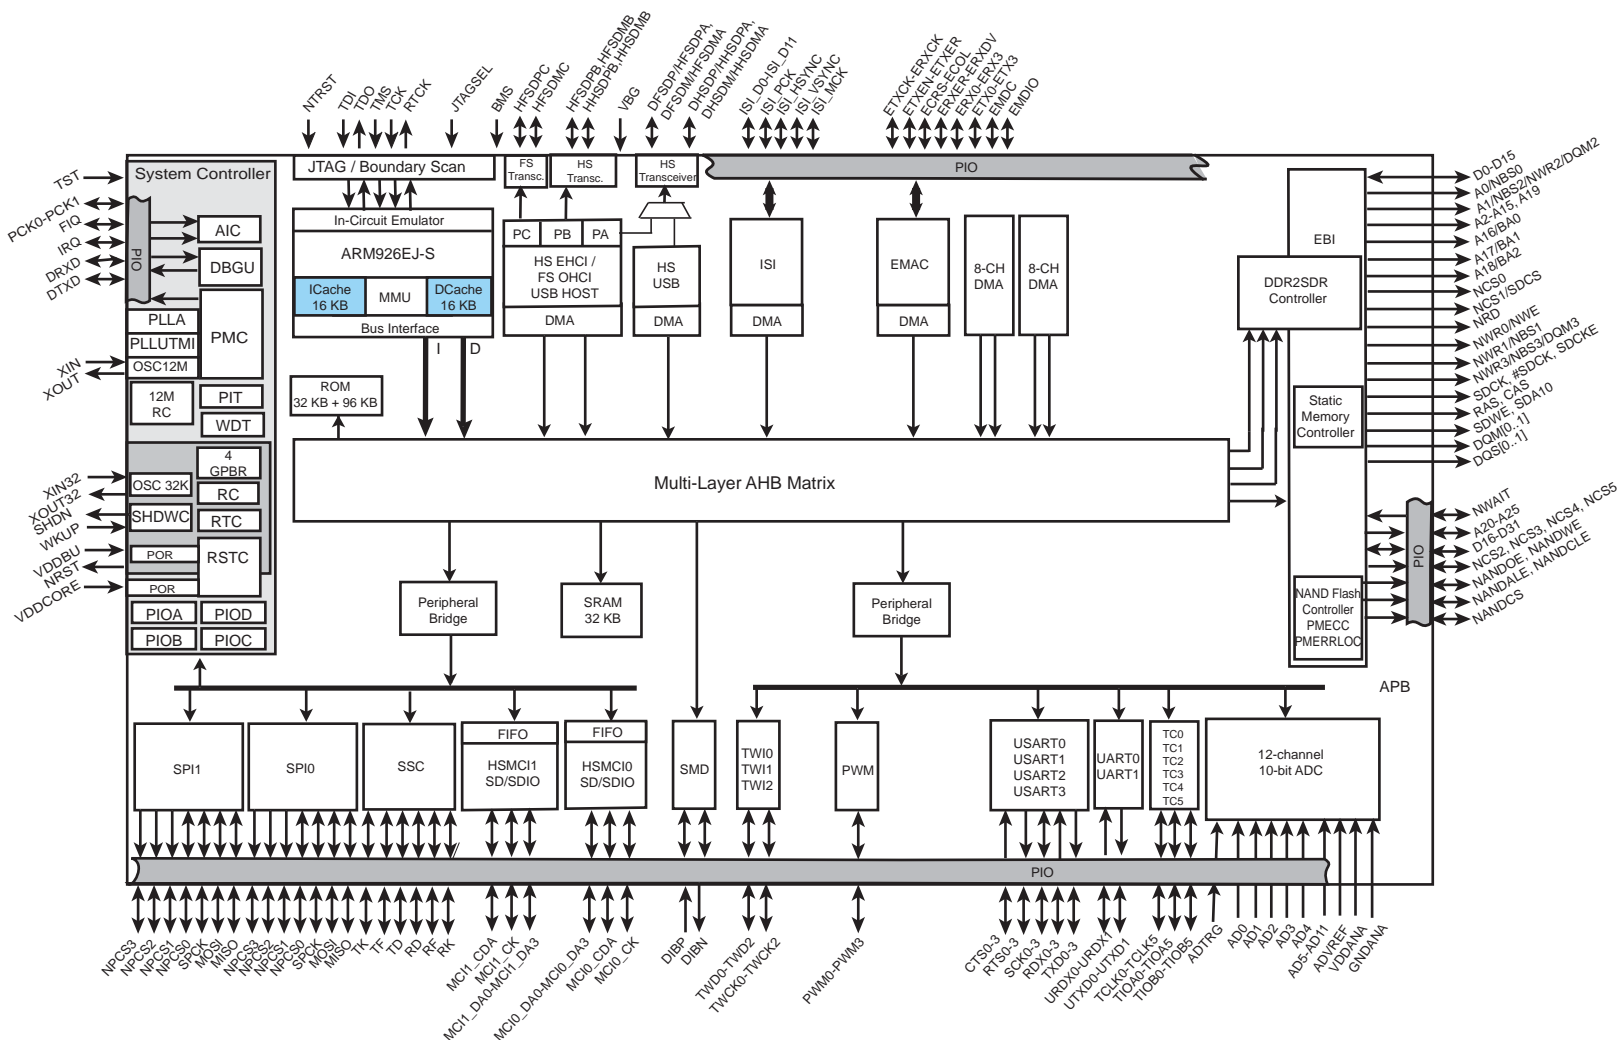 NTRST
TDI
TDO
TMS
TCK
RTCK
JTAGSEL
BMS
HFSDPC
HFSDMC
HFSDPB,HFSDMB
HHSDPB,HHSDMB
VBG
DFSDP/HFSDPA,
DFSDM/HFSDMA
DHSDP/HHSDPA,
DHSDM/HHSDMA
ISI_D0-ISI_D11
ISI_PCK
ISI_HSYNC
ISI_VSYNC
ISI_MCK
ETXCK-ERXCK
ETXEN-ETXER
ECRS-ECOL
ERXER-ERXDV
ERX0-ERX3
ETX0-ETX3
EMDC
EMDIO
TST
PCK0-PCK1
FIQ
IRQ
DRXD
DTXD
XIN
XOUT
XIN32
XOUT32
SHDN
WKUP
VDDBU
NRST
VDDCORE
System Controller
PIO
AIC
DBGU
PMC
PLLA
PLLUTMI
OSC12M
12M
RC
PIT
WDT
4
GPBR
OSC 32K
RC
SHDWC
RTC
POR
RSTC
POR
PIOA
PIOD
PIOB
PIOC
JTAG / Boundary Scan
In-Circuit Emulator
ARM926EJ-S
ICache
16 KB
MMU
DCache
16 KB
Bus Interface
I
D
ROM
32 KB + 96 KB
FS
Transc.
HS
Transc.
HS
Transceiver
PC
PB
PA
HS EHCI /
FS OHCI
USB HOST
DMA
HS
USB
DMA
PIO
ISI
DMA
EMAC
DMA
8-CH
DMA
8-CH
DMA
EBI
DDR2SDR
Controller
Static
Memory
Controller
NAND Flash
Controller
PMECC
PMERRLOC
PIO
D0-D15
A0/NBS0
A1/NBS2/NWR2/DQM2
A2-A15, A19
A16/BA0
A17/BA1
A18/BA2
NCS0
NCS1/SDCS
NRD
NWR0/NWE
NWR1/NBS1
NWR3/NBS3/DQM3
SDCK, #SDCK, SDCKE
RAS, CAS
SDWE, SDA10
DQM[0..1]
DQS[0..1]
NWAIT
A20-A25
D16-D31
NCS2, NCS3, NCS4, NCS5
NANDOE, NANDWE
NANDALE, NANDCLE
NANDCS
Multi-Layer AHB Matrix
Peripheral
Bridge
SRAM
32 KB
Peripheral
Bridge
APB
SPI1
SPI0
SSC
FIFO
HSMCI1
SD/SDIO
FIFO
HSMCI0
SD/SDIO
SMD
TWI0
TWI1
TWI2
PWM
USART0
USART1
USART2
USART3
UART0
UART1
TC0
TC1
TC2
TC3
TC4
TC5
12-channel
10-bit ADC
PIO
NPCS3
NPCS2
NPCS1
NPCS0
SPCK
MOSI
MISO
NPCS3
NPCS2
NPCS1
NPCS0
SPCK
MOSI
MISO
TK
TF
TD
RD
RF
RK
MCI1_CDA
MCI1_CK
MCI1_DA0-MCI1_DA3
MCI0_DA0-MCI0_DA3
MCI0_CDA
MCI0_CK
DIBP
DIBN
TWD0-TWD2
TWCK0-TWCK2
PWM0-PWM3
CTS0-3
RTS0-3
SCK0-3
RDX0-3
TXD0-3
URDX0-URDX1
UTXD0-UTXD1
TCLK0-TCLK5
TIOA0-TIOA5
TIOB0-TIOB5
ADTRG
AD0
AD1
AD2
AD3
AD4
AD5-AD11
ADVREF
VDDANA
GNDANA